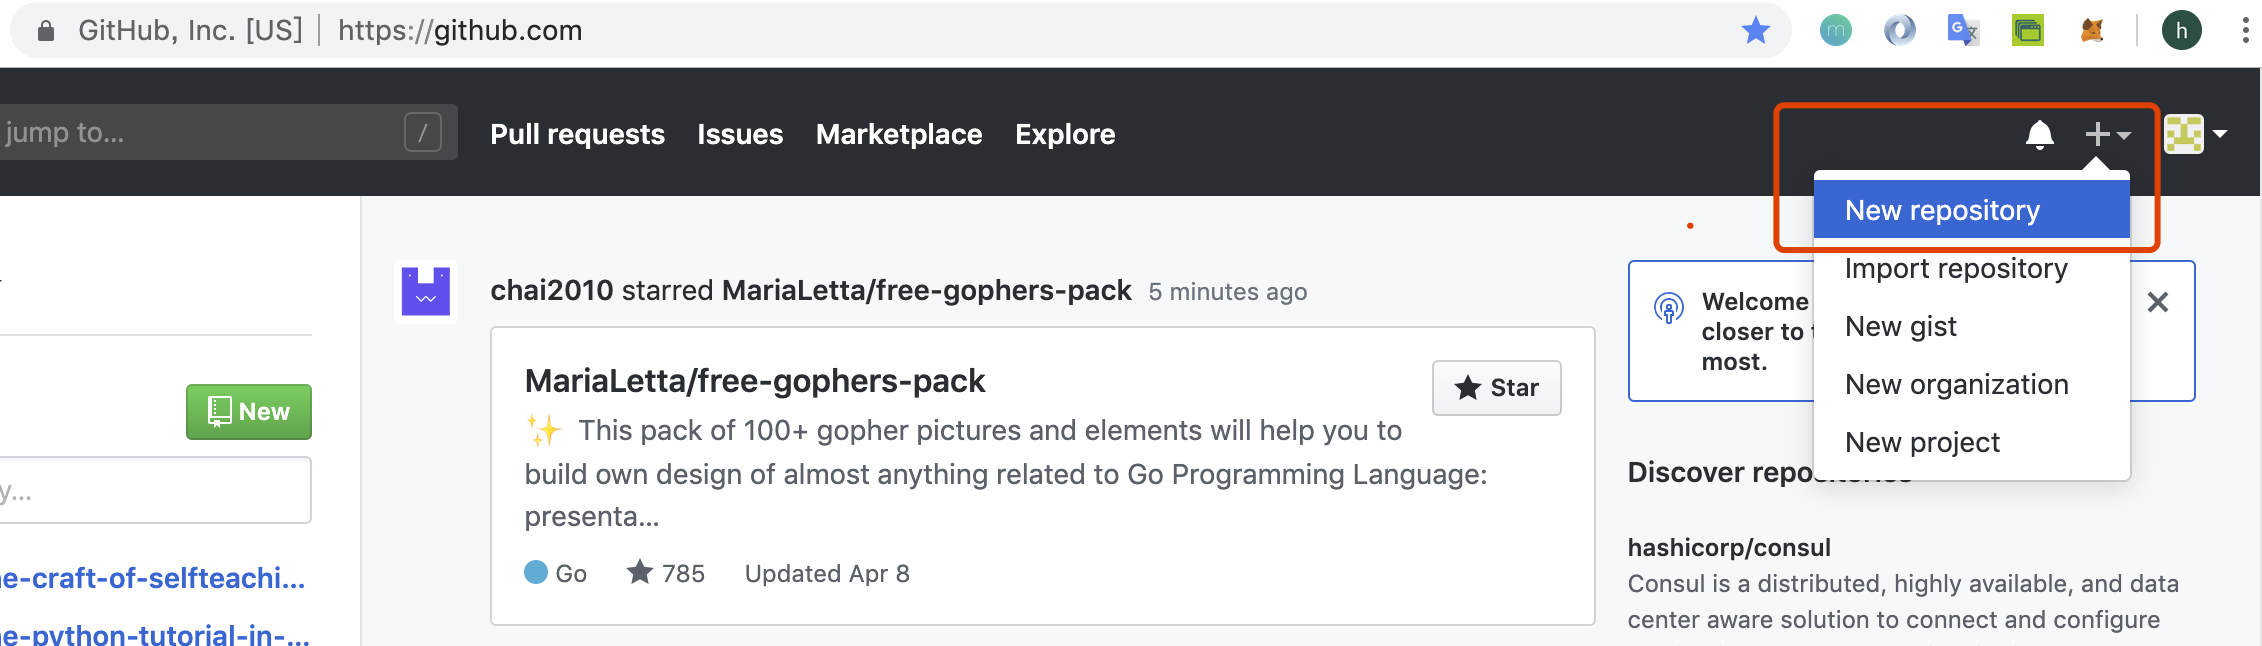 GitHub, Inc. [US] | https://github.com
h
jump to...
/
Pull requests Issues Marketplace Explore
New repository
Import repository
New gist
New organization
New project
chai2010 starred MariaLetta/free-gophers-pack 5 minutes ago
MariaLetta/free-gophers-pack
Star
✨ This pack of 100+ gopher pictures and elements will help you to
build own design of almost anything related to Go Programming Language:
presenta...
Go 785 Updated Apr 8
New
y...
e-craft-of-selfteachi...
e-python-tutorial-in-...
Welcome
closer to
most.
Discover repositories
hashicorp/consul
Consul is a distributed, highly available, and data
center aware solution to connect and configure